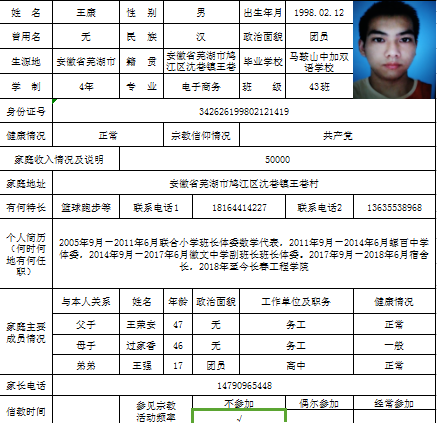 姓 名 王康 性 别 男 出生年月 1998.02.12
曾用名 无 民 族 汉 政治面貌 团员
生源地 安徽省芜湖市 籍 贯 安徽省芜湖市鸠江区沈巷镇王巷 毕业学校 马鞍山中加双语学校
学 制 4年 专 业 电子商务 班 级 43班
身份证号 342626199802121419
健康情况 正常 宗教信仰情况 共产党
家庭收入情况及说明 50000
家庭地址 安徽省芜湖市鸠江区沈巷镇王巷村
有何特长 篮球跑步等 联系电话1 18164414227 联系电话2 13635538968
个人简历(何时何地有何任职)
2005年9月—2011年6月联合小学班长体委数学代表，2011年9月—2014年6月螺百中学
体委，2014年9月—2017年6月徽文中学副班长班长体委。2017年9月—2018年6月宿舍
长，2018年至今长春工程学院
家庭主要成员情况
与本人关系 姓名 年龄 政治面貌 工作单位及职务 健康情况
父子 王荣安 47 无 务工 正常
母子 过家香 46 无 务工 一般
弟弟 王强 17 团员 高中 正常
家长电话 14790965448
信教时间 参见宗教活动频率 不参加 偶尔参加 经常参加
√